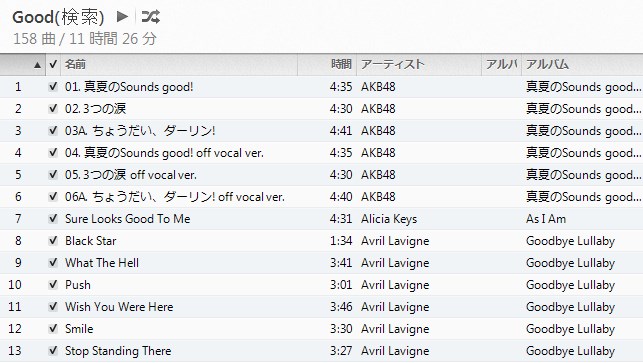 Good(検索)
158 曲 / 11 時間 26 分
名前 時間 アーティスト アルバ アルバム
1 01. 真夏のSounds good! 4:35 AKB48 真夏のSounds good...
2 02. 3つの涙 4:30 AKB48 真夏のSounds good...
3 03A. ちょうだい、ダーリン! 4:41 AKB48 真夏のSounds good...
4 04. 真夏のSounds good! off vocal ver. 4:35 AKB48 真夏のSounds good...
5 05. 3つの涙 off vocal ver. 4:30 AKB48 真夏のSounds good...
6 06A. ちょうだい、ダーリン! off vocal ver. 4:40 AKB48 真夏のSounds good...
7 Sure Looks Good To Me 4:31 Alicia Keys As I Am
8 Black Star 1:34 Avril Lavigne Goodbye Lullaby
9 What The Hell 3:41 Avril Lavigne Goodbye Lullaby
10 Push 3:01 Avril Lavigne Goodbye Lullaby
11 Wish You Were Here 3:46 Avril Lavigne Goodbye Lullaby
12 Smile 3:30 Avril Lavigne Goodbye Lullaby
13 Stop Standing There 3:27 Avril Lavigne Goodbye Lullaby